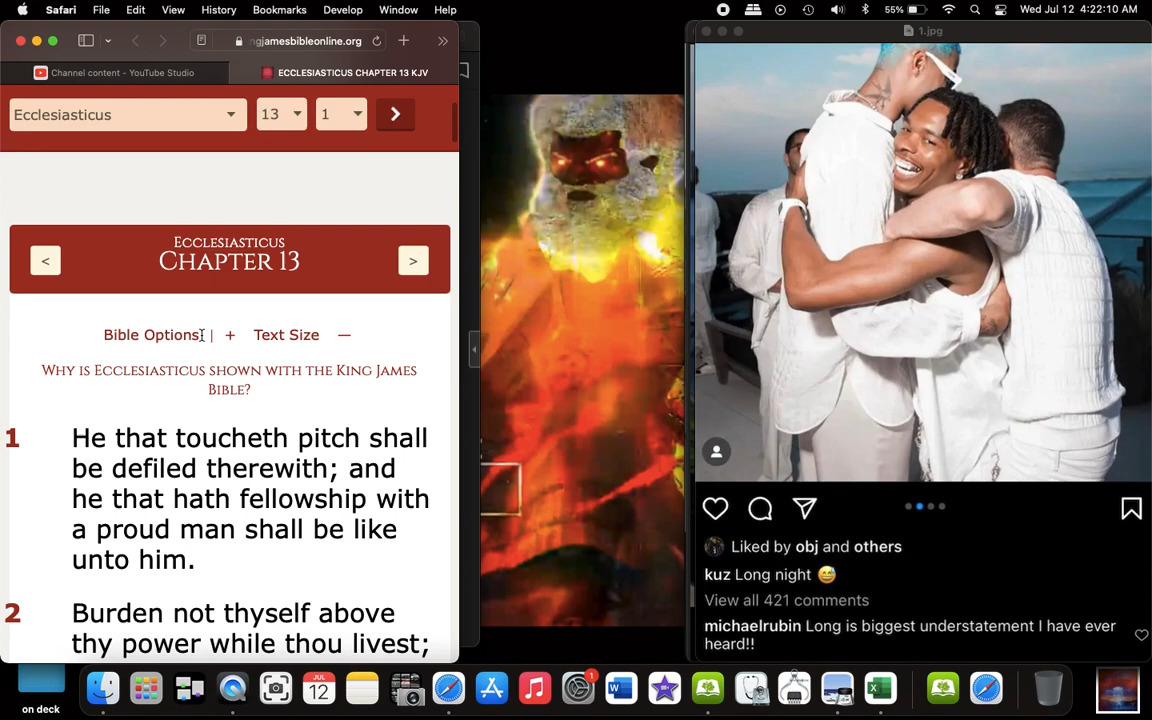 Safari File Edit View History Bookmarks Develop Window Help
55% Wed Jul 12 4:22:10 AM
ngjamesbibleonline.org
Channel content - YouTube Studio
ECCLESIASTICUS CHAPTER 13 KJV
Ecclesiasticus 13 1
Ecclesiasticus
Chapter 13
< >
Bible Options | + Text Size —
Why is Ecclesiasticus shown with the King James
Bible?
1 He that toucheth pitch shall
be defiled therewith; and
he that hath fellowship with
a proud man shall be like
unto him.
2 Burden not thyself above
thy power while thou livest;
1.jpg
Liked by obj and others
kuz Long night 😅
View all 421 comments
michaelrubin Long is biggest understatement I have ever
heard!!
JUL
12
1
on deck